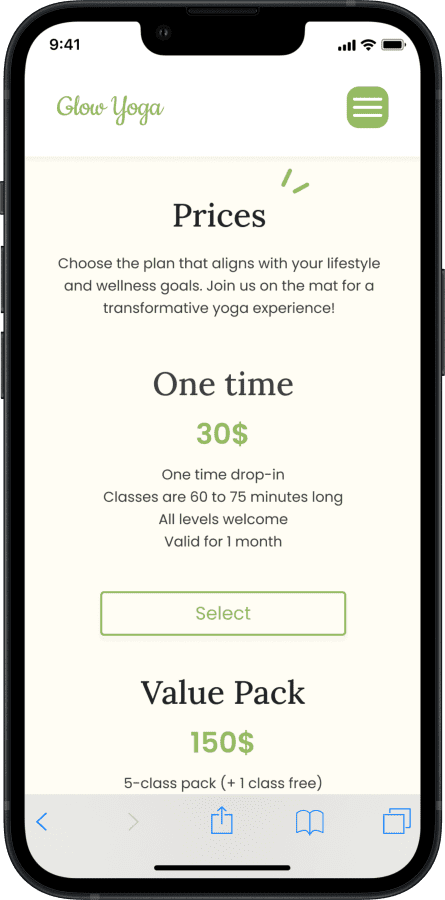 9:41
Glow Yoga
Prices
Choose the plan that aligns with your lifestyle
and wellness goals. Join us on the mat for a
transformative yoga experience!
One time
30$
One time drop-in
Classes are 60 to 75 minutes long
All levels welcome
Valid for 1 month
Select
Value Pack
150$
5-class pack (+ 1 class free)